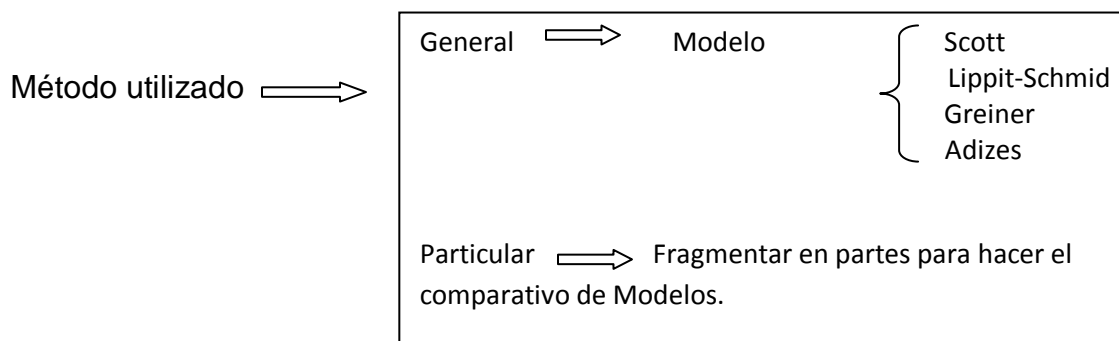 General Modelo Scott
Lippit-Schmid
Método utilizado
Greiner
Adizes
Particular Fragmentar en partes para hacer el
comparativo de Modelos.